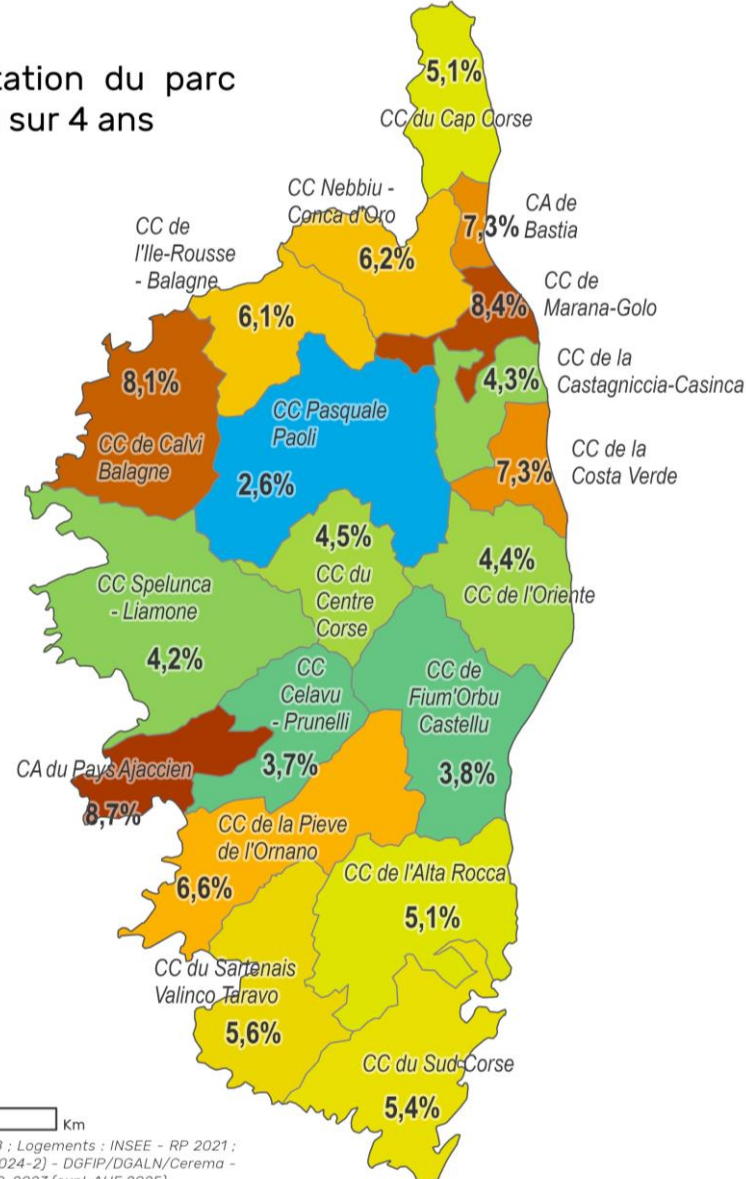 tation du parc
sur 4 ans
5,1%
CC du Cap Corse
CC Nebbiu -
Conca d'Oro
6,2%
CA de
Bastia
7,3%
CC de
l'Ile-Rousse
- Balagne
6,1%
CC de
Marana-Golo
8,4%
8,1%
CC de Calvi
Balagne
CC Pasquale
Paoli
2,6%
4,3%
CC de la
Castagniccia-Casinca
7,3%
CC de la
Costa Verde
4,5%
CC du
Centre
Corse
4,4%
CC de l'Oriente
CC Spelunca
- Liamone
4,2%
CC
Celavu
- Prunelli
3,7%
CC de
Fium'Orbu
Castellu
3,8%
CA du Pays Ajaccien
8,7%
CC de la Pieve
de l'Ornano
6,6%
CC de l'Alta Rocca
5,1%
CC du Sartenais
Valinco Taravo
5,6%
CC du Sud-Corse
5,4%
Km
; Logements : INSEE - RP 2021 ;
024-2) - DGFIP/DGALN/Cerema -